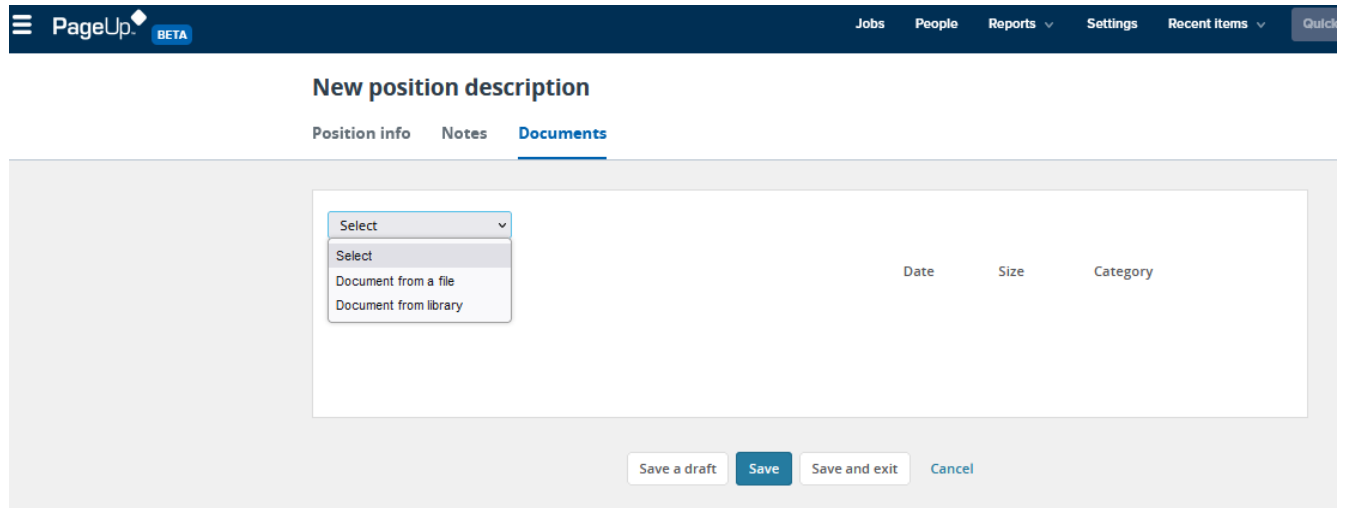 PageUp. BETA Jobs People Reports Settings Recent items Quick
New position description
Position info Notes Documents
Select
Select
Document from a file
Document from library
Date Size Category
Save a draft Save Save and exit Cancel